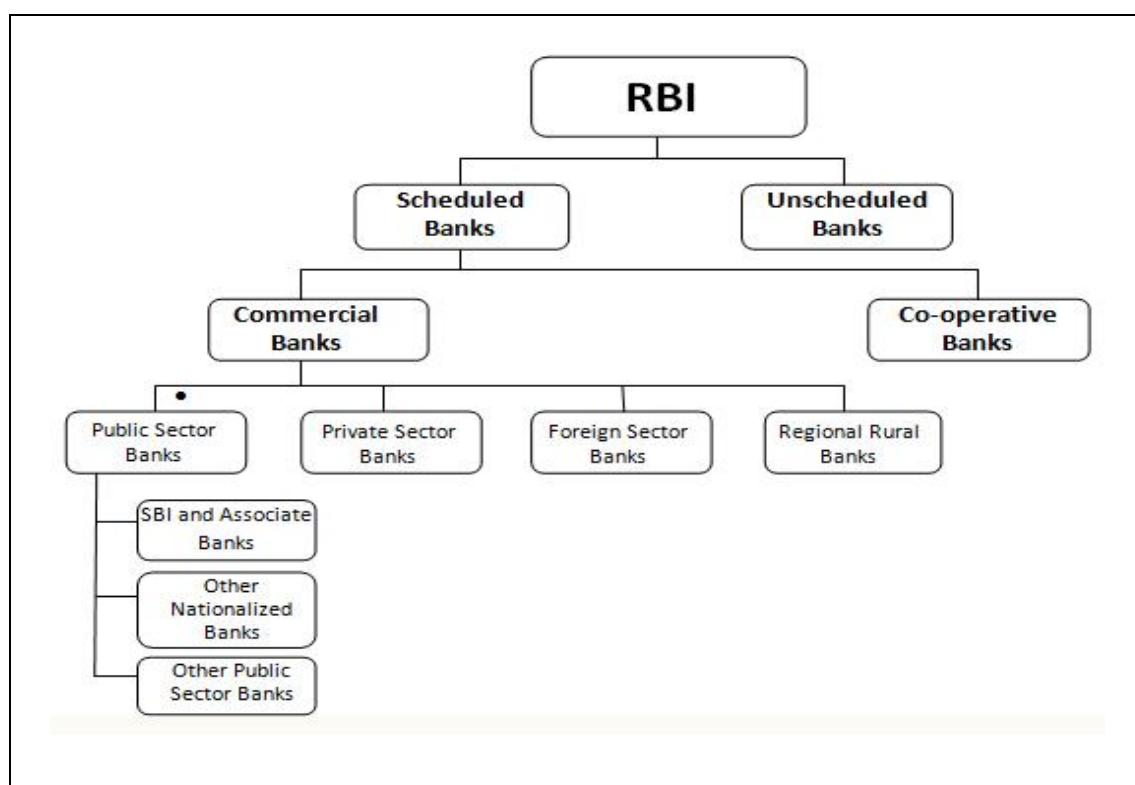 RBI
Scheduled
Banks
Unscheduled
Banks
Commercial
Banks
Co-operative
Banks
Public Sector
Banks
Private Sector
Banks
Foreign Sector
Banks
Regional Rural
Banks
SBI and Associate
Banks
Other
Nationalized
Banks
Other Public
Sector Banks